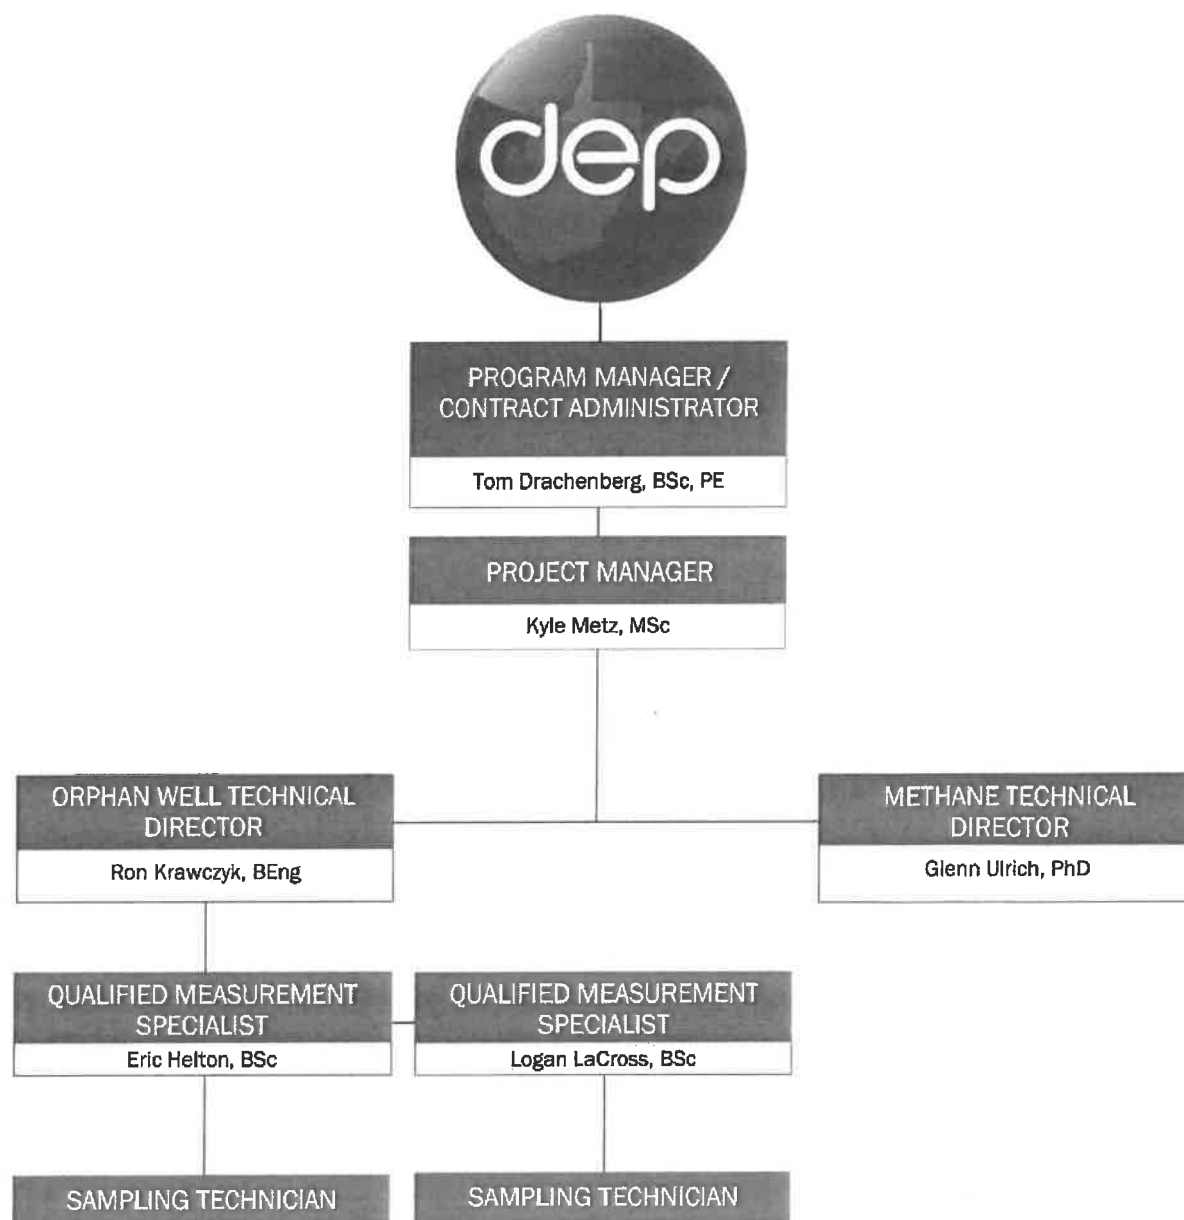 dep
PROGRAM MANAGER /
CONTRACT ADMINISTRATOR
Tom Drachenberg, BSc, PE
PROJECT MANAGER
Kyle Metz, MSc
ORPHAN WELL TECHNICAL
DIRECTOR
Ron Krawczyk, BEng
METHANE TECHNICAL
DIRECTOR
Glenn Ulrich, PhD
QUALIFIED MEASUREMENT
SPECIALIST
Eric Helton, BSc
QUALIFIED MEASUREMENT
SPECIALIST
Logan LaCross, BSc
SAMPLING TECHNICIAN
SAMPLING TECHNICIAN